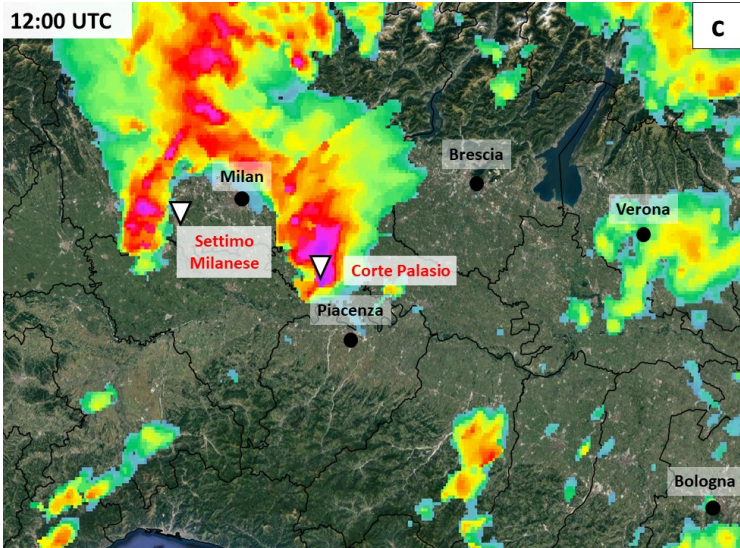 12:00 UTC
c
Brescia
Milan
Verona
Settimo
Milanese
Corte Palasio
Piacenza
Bologna